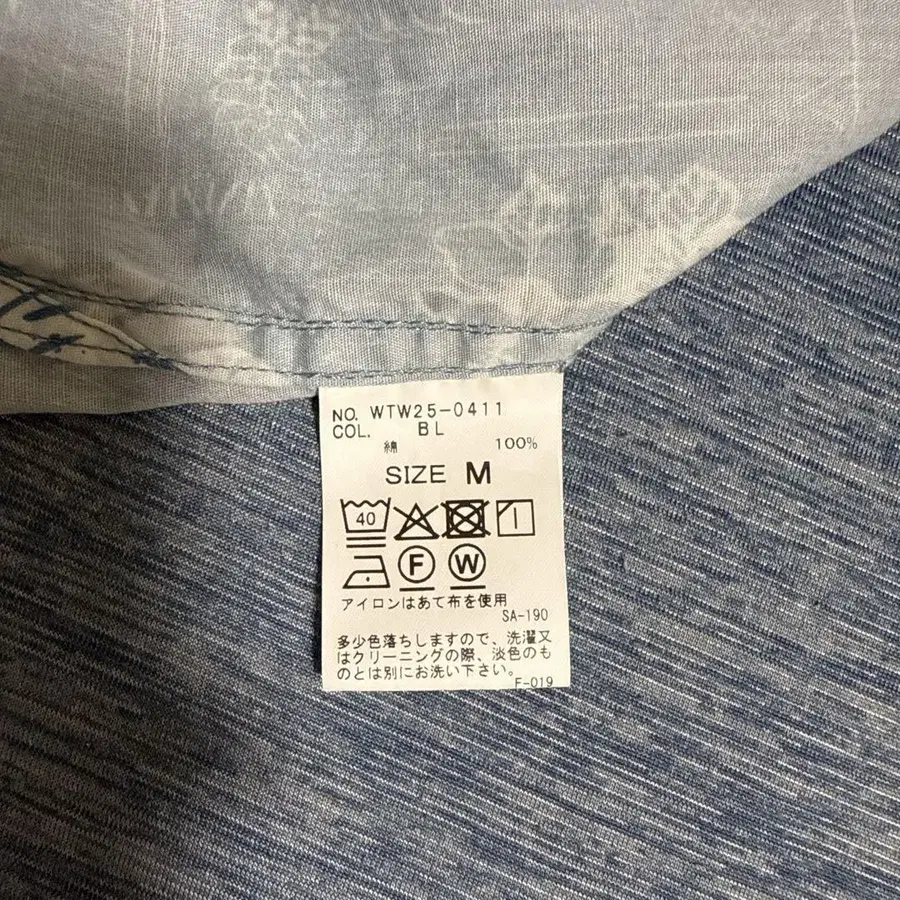 NO. WTW25-0411
COL. BL
綿 100%
SIZE M
40
F W
アイロンはあて布を使用
SA-190
多少色落ちしますので、洗濯又
はクリーニングの際、淡色のも
のとは別にお洗い下さい。
F-019